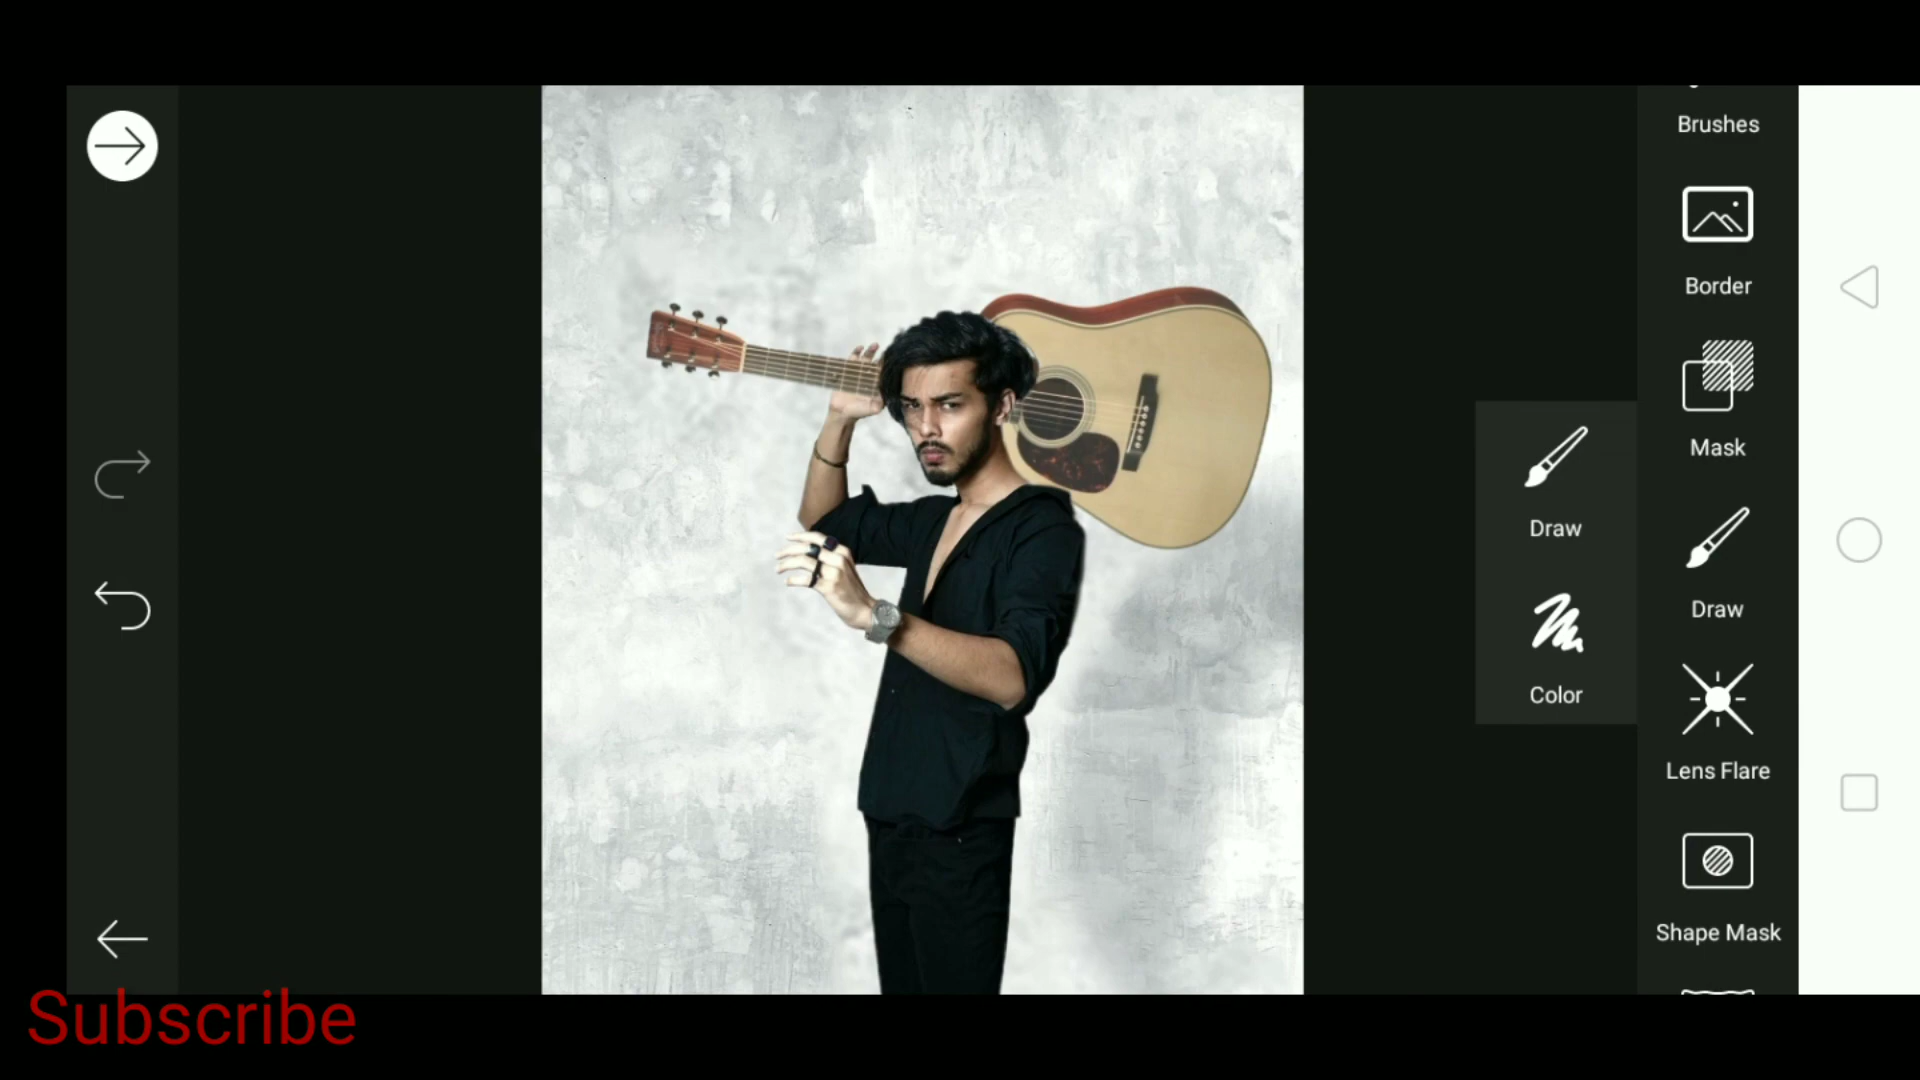 Brushes
Border
Mask
Draw
Draw
Color
Lens Flare
Shape Mask
Subscribe